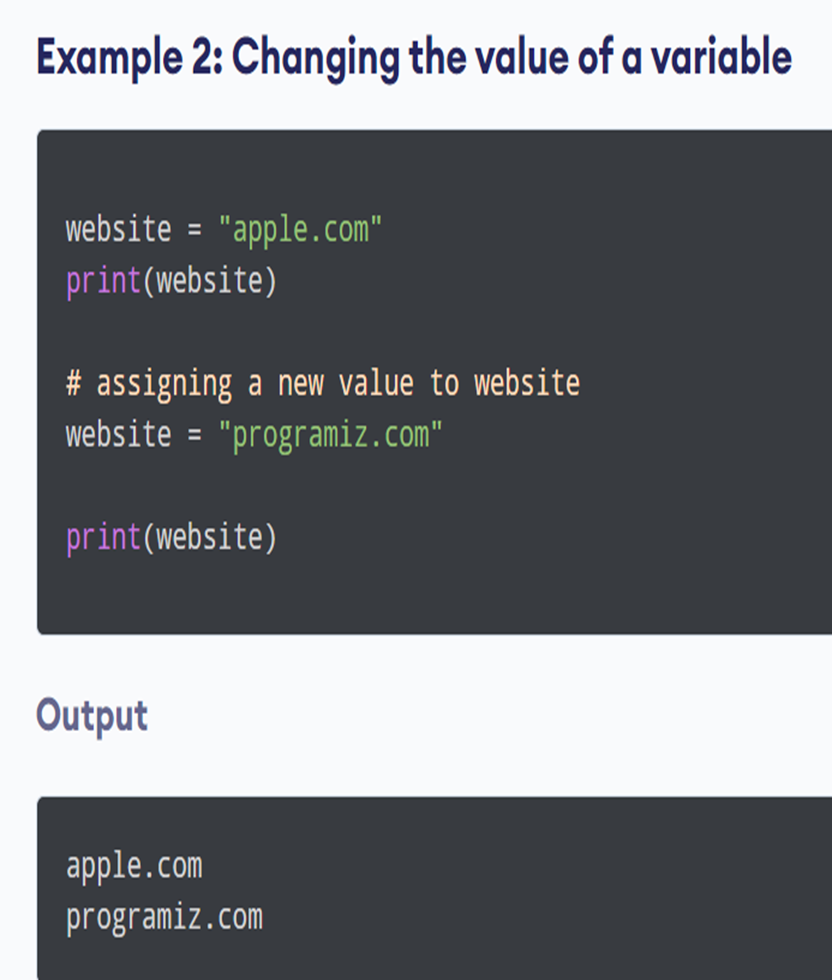 Example 2: Changing the value of a variable
website = "apple.com"
print(website)
# assigning a new value to website
website = "programiz.com"
print(website)
Output
apple.com
programiz.com